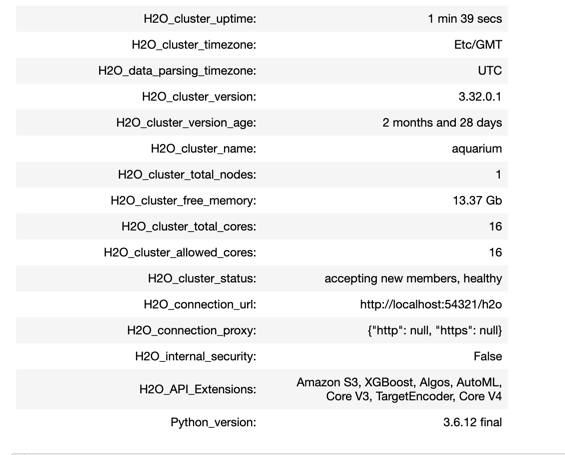 H2O_cluster_uptime: 1 min 39 secs
H2O_cluster_timezone: Etc/GMT
H2O_data_parsing_timezone: UTC
H2O_cluster_version: 3.32.0.1
H2O_cluster_version_age: 2 months and 28 days
H2O_cluster_name: aquarium
H2O_cluster_total_nodes: 1
H2O_cluster_free_memory: 13.37 Gb
H2O_cluster_total_cores: 16
H2O_cluster_allowed_cores: 16
H2O_cluster_status: accepting new members, healthy
H2O_connection_url: http://localhost:54321/h2o
H2O_connection_proxy: {"http": null, "https": null}
H2O_internal_security: False
H2O_API_Extensions: Amazon S3, XGBoost, Algos, AutoML,
Core V3, TargetEncoder, Core V4
Python_version: 3.6.12 final